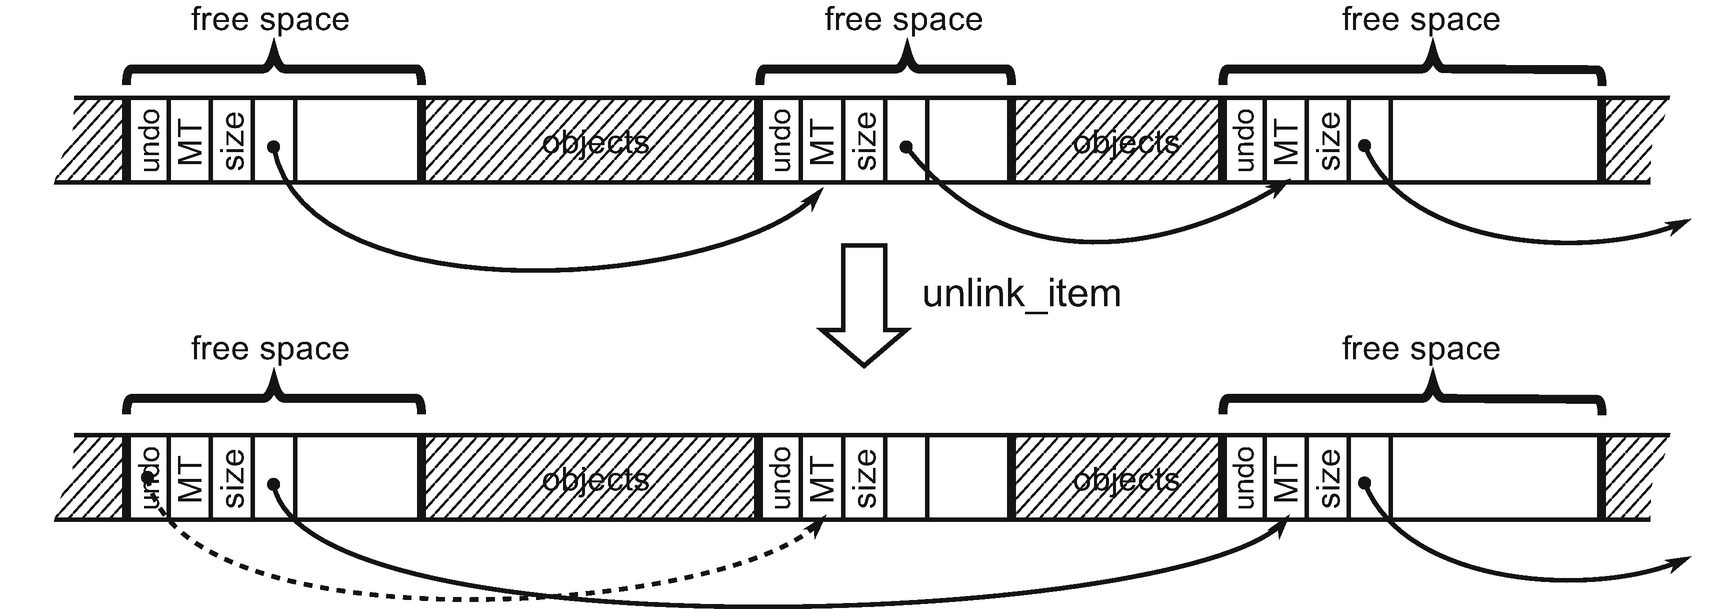 free space free space free space
undo MT size objects undo MT size objects undo MT size
unlink_item
free space free space
undo MT size objects undo MT size objects undo MT size